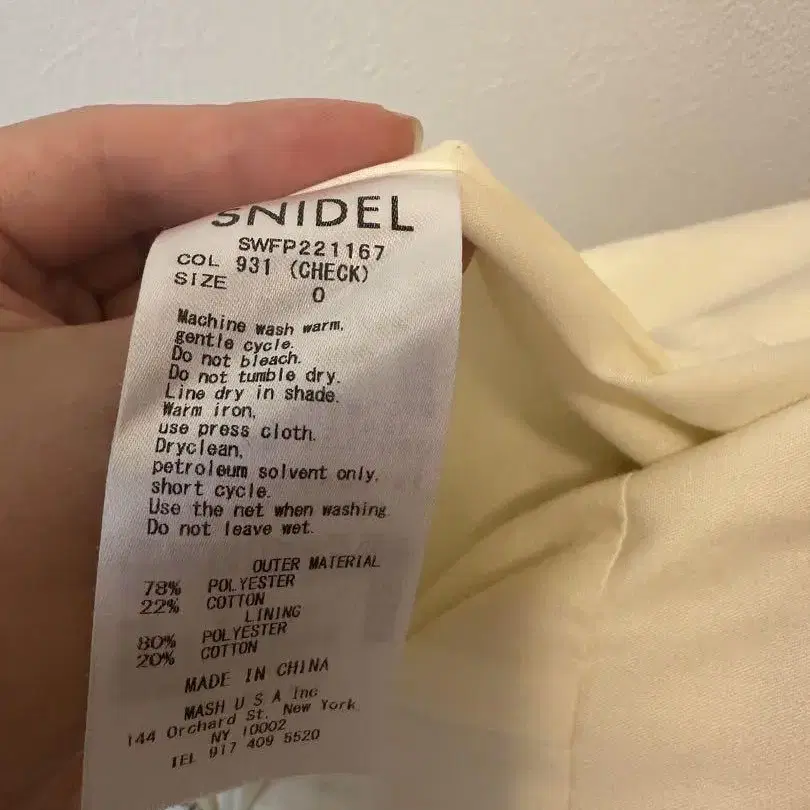 SNIDEL
SWFP221167
COL 931 (CHECK)
SIZE 0
Machine wash warm,
gentle cycle.
Do not bleach.
Do not tumble dry.
Line dry in shade.
Warm iron,
use press cloth.
Dryclean,
petroleum solvent only,
short cycle.
Use the net when washing.
Do not leave wet.
OUTER MATERIAL
78% POLYESTER
22% COTTON
LINING
80% POLYESTER
20% COTTON
MADE IN CHINA
MASH U S A Inc
144 Orchard St. New York
NY 10002
TEL 917 409 5520